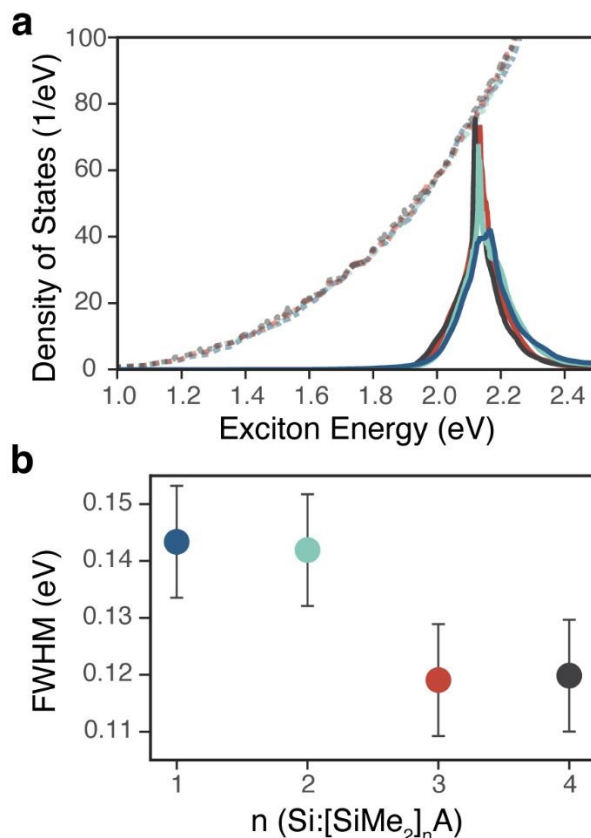 a
Density of States (1/eV)
100
80
60
40
20
0
1.0 1.2 1.4 1.6 1.8 2.0 2.2 2.4
Exciton Energy (eV)
b
FWHM (eV)
0.15
0.14
0.13
0.12
0.11
1 2 3 4
n (Si:[SiMe₂]ₙA)